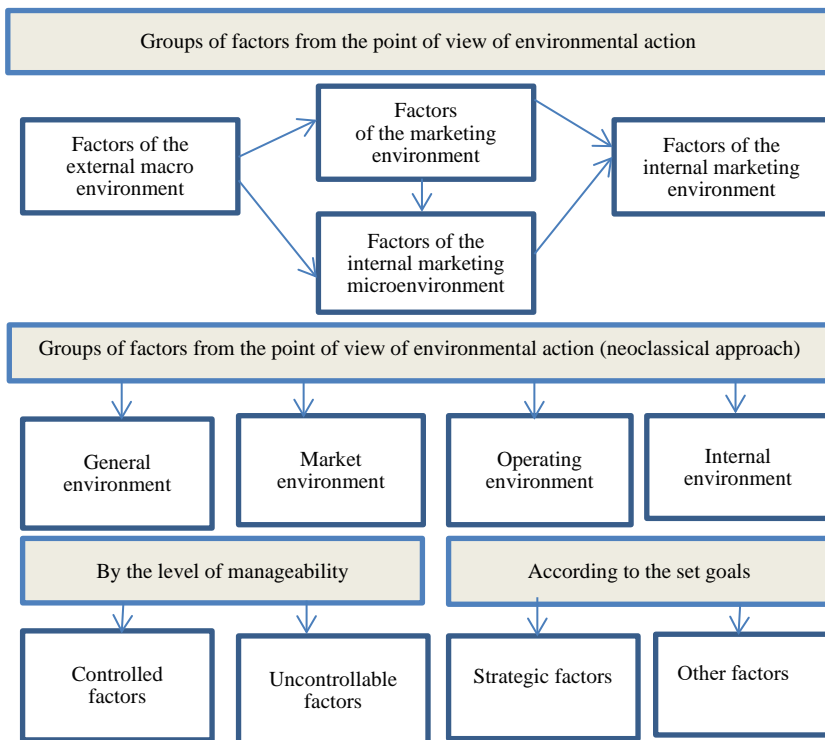 Groups of factors from the point of view of environmental action
Factors of the
external macro
environment
Factors
of the marketing
environment
Factors of the
internal marketing
environment
Factors of the
internal marketing
microenvironment
Groups of factors from the point of view of environmental action (neoclassical approach)
General
environment
Market
environment
Operating
environment
Internal
environment
By the level of manageability
According to the set goals
Controlled
factors
Uncontrollable
factors
Strategic factors
Other factors